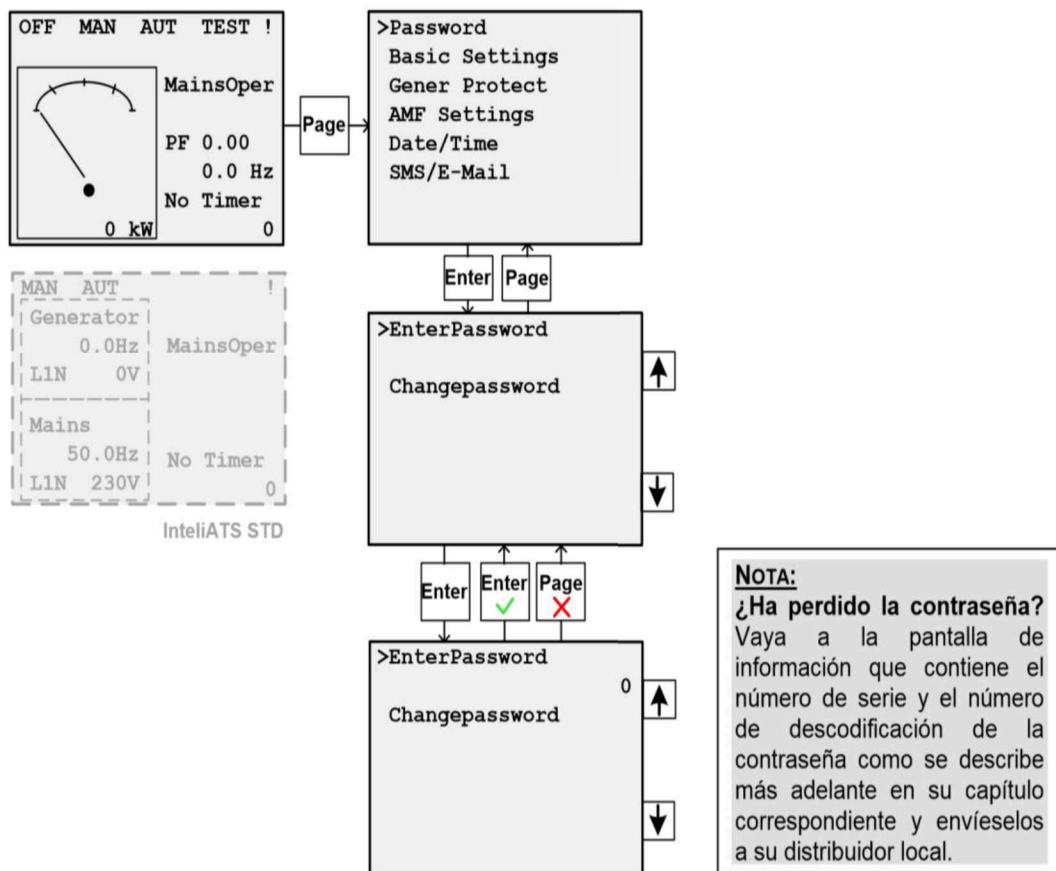 OFF MAN AUT TEST !
MainsOper
PF 0.00
0.0 Hz
No Timer
0 kW 0
Page
>Password
Basic Settings
Gener Protect
AMF Settings
Date/Time
SMS/E-Mail
Enter Page
MAN AUT !
Generator
0.0Hz MainsOper
L1N 0V
Mains
50.0Hz No Timer
L1N 230V 0
InteliATS STD
>EnterPassword
Changepassword
Enter Enter Page
>EnterPassword
0
Changepassword
NOTA:
¿Ha perdido la contraseña?
Vaya a la pantalla de
información que contiene el
número de serie y el número
de descodificación de la
contraseña como se describe
más adelante en su capítulo
correspondiente y envíeselos
a su distribuidor local.